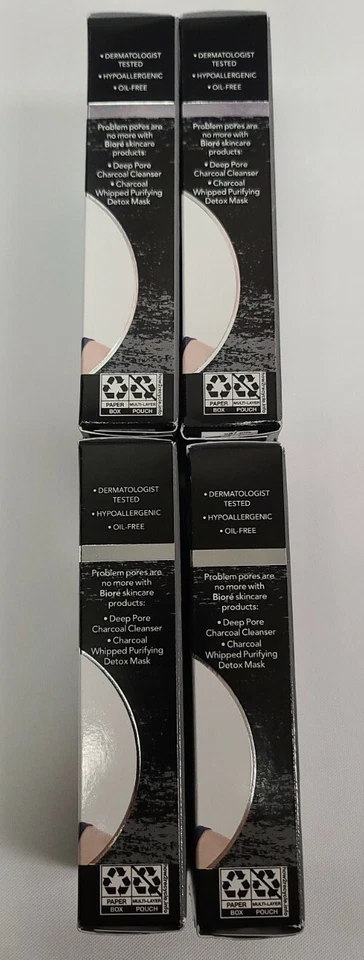 • DERMATOLOGIST
TESTED
• HYPOALLERGENIC
• OIL-FREE
Problem pores are
no more with
Bioré skincare
products:
• Deep Pore
Charcoal Cleanser
• Charcoal
Whipped Purifying
Detox Mask
PAPER
BOX
MULTI-LAYER
POUCH
• DERMATOLOGIST
TESTED
• HYPOALLERGENIC
• OIL-FREE
Problem pores are
no more with
Bioré skincare
products:
• Deep Pore
Charcoal Cleanser
• Charcoal
Whipped Purifying
Detox Mask
PAPER
BOX
MULTI-LAYER
POUCH
• DERMATOLOGIST
TESTED
• HYPOALLERGENIC
• OIL-FREE
Problem pores are
no more with
Bioré skincare
products:
• Deep Pore
Charcoal Cleanser
• Charcoal
Whipped Purifying
Detox Mask
PAPER
BOX
MULTI-LAYER
POUCH
• DERMATOLOGIST
TESTED
• HYPOALLERGENIC
• OIL-FREE
Problem pores are
no more with
Bioré skincare
products:
• Deep Pore
Charcoal Cleanser
• Charcoal
Whipped Purifying
Detox Mask
PAPER
BOX
MULTI-LAYER
POUCH